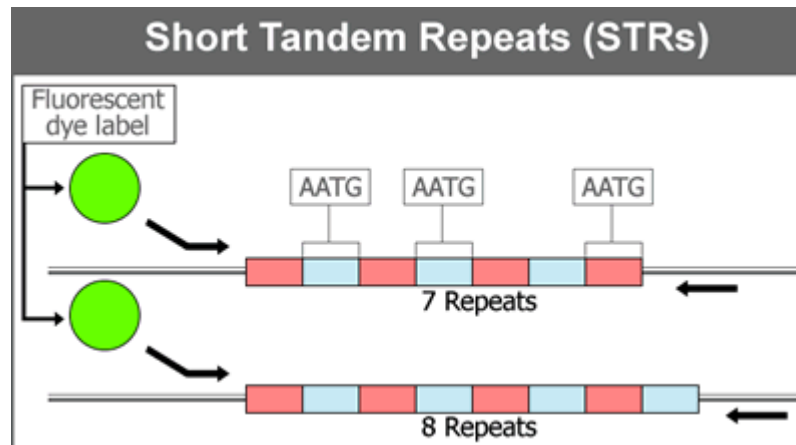 Short Tandem Repeats (STRs)
Fluorescent
dye label
AATG
AATG
AATG
7 Repeats
8 Repeats